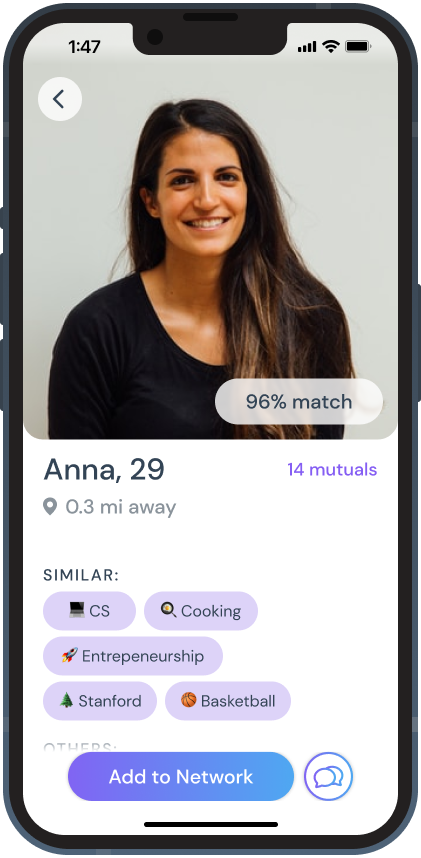 1:47
96% match
Anna, 29
14 mutuals
0.3 mi away
SIMILAR:
CS
Cooking
Entrepeneurship
Stanford
Basketball
OTHERS:
Add to Network